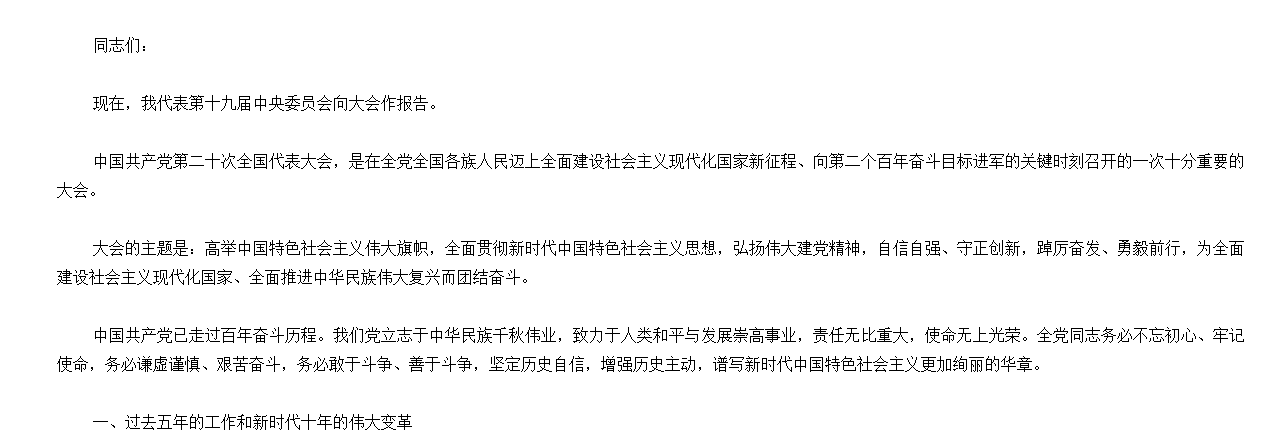 同志们：
现在，我代表第十九届中央委员会向大会作报告。
中国共产党第二十次全国代表大会，是在全党全国各族人民迈上全面建设社会主义现代化国家新征程、向第二个百年奋斗目标进军的关键时刻召开的一次十分重要的
大会。
大会的主题是：高举中国特色社会主义伟大旗帜，全面贯彻新时代中国特色社会主义思想，弘扬伟大建党精神，自信自强、守正创新，踔厉奋发、勇毅前行，为全面
建设社会主义现代化国家、全面推进中华民族伟大复兴而团结奋斗。
中国共产党已走过百年奋斗历程。我们党立志于中华民族千秋伟业，致力于人类和平与发展崇高事业，责任无比重大，使命无上光荣。全党同志务必不忘初心、牢记
使命，务必谦虚谨慎、艰苦奋斗，务必敢于斗争、善于斗争，坚定历史自信，增强历史主动，谱写新时代中国特色社会主义更加绚丽的华章。
一、过去五年的工作和新时代十年的伟大变革